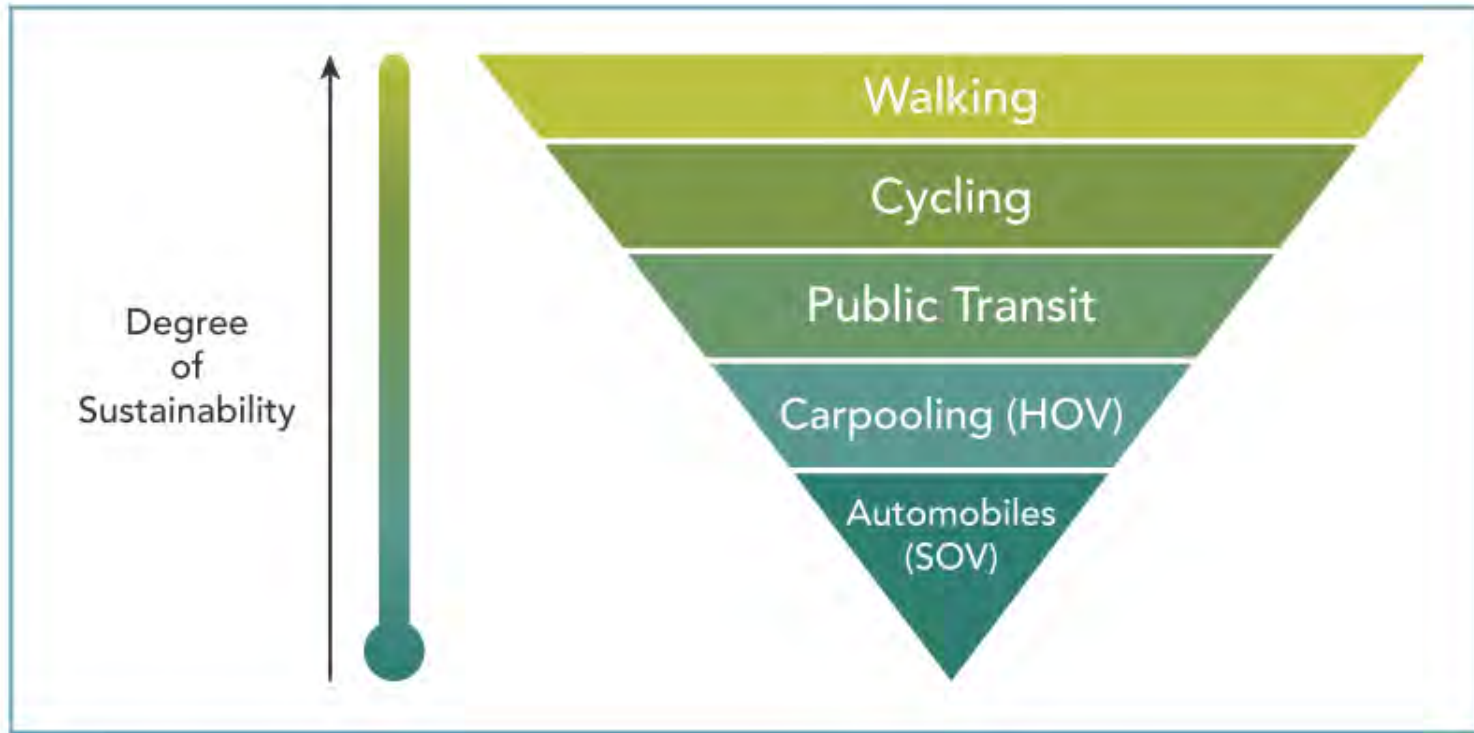 Degree
of
Sustainability
Walking
Cycling
Public Transit
Carpooling (HOV)
Automobiles
(SOV)